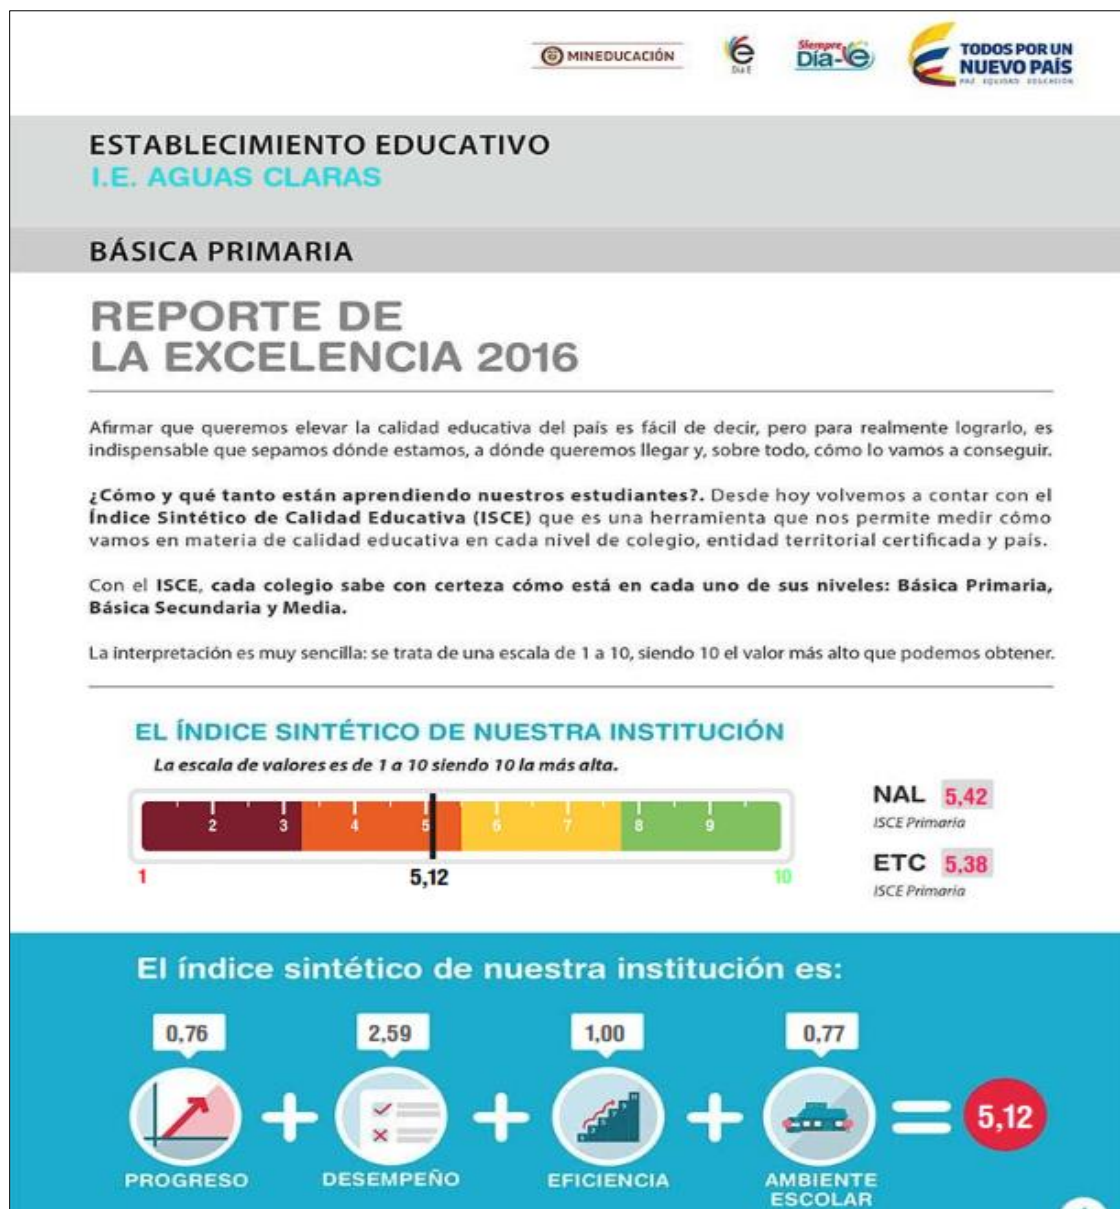 MINEDUCACIÓN
Día E
Siempre
Día-e
TODOS POR UN
NUEVO PAÍS
PAZ EQUIDAD EDUCACIÓN
ESTABLECIMIENTO EDUCATIVO
I.E. AGUAS CLARAS
BÁSICA PRIMARIA
REPORTE DE
LA EXCELENCIA 2016
Afirmar que queremos elevar la calidad educativa del país es fácil de decir, pero para realmente lograrlo, es
indispensable que sepamos dónde estamos, a dónde queremos llegar y, sobre todo, cómo lo vamos a conseguir.
¿Cómo y qué tanto están aprendiendo nuestros estudiantes?. Desde hoy volvemos a contar con el
Índice Sintético de Calidad Educativa (ISCE) que es una herramienta que nos permite medir cómo
vamos en materia de calidad educativa en cada nivel de colegio, entidad territorial certificada y país.
Con el ISCE, cada colegio sabe con certeza cómo está en cada uno de sus niveles: Básica Primaria,
Básica Secundaria y Media.
La interpretación es muy sencilla: se trata de una escala de 1 a 10, siendo 10 el valor más alto que podemos obtener.
EL ÍNDICE SINTÉTICO DE NUESTRA INSTITUCIÓN
La escala de valores es de 1 a 10 siendo 10 la más alta.
2 3 4 5 6 7 8 9
1 5,12 10
NAL 5,42
ISCE Primaria
ETC 5,38
ISCE Primaria
El índice sintético de nuestra institución es:
0,76 2,59 1,00 0,77
+ + + = 5,12
PROGRESO DESEMPEÑO EFICIENCIA AMBIENTE
ESCOLAR